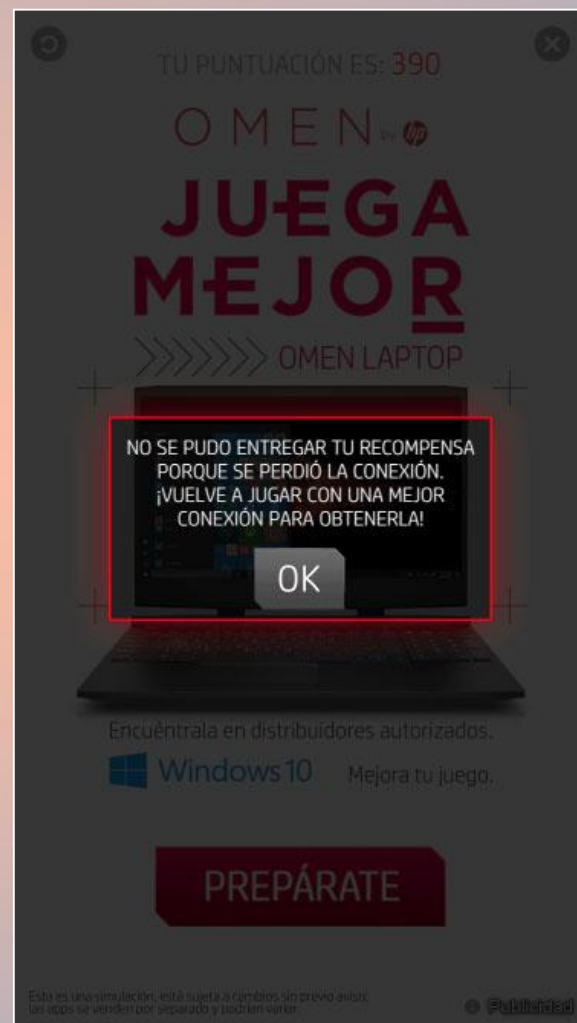 TU PUNTUACIÓN ES: 390
OMEN by hp
JUEGA
MEJOR
OMEN LAPTOP
NO SE PUDO ENTREGAR TU RECOMPENSA
PORQUE SE PERDIÓ LA CONEXIÓN.
¡VUELVE A JUGAR CON UNA MEJOR
CONEXIÓN PARA OBTENERLA!
OK
Encuéntrala en distribuidores autorizados.
Windows 10 Mejora tu juego.
PREPÁRATE
Esta es una simulación, está sujeta a cambios sin previo aviso;
las apps se venden por separado y podrían variar.
Publicidad